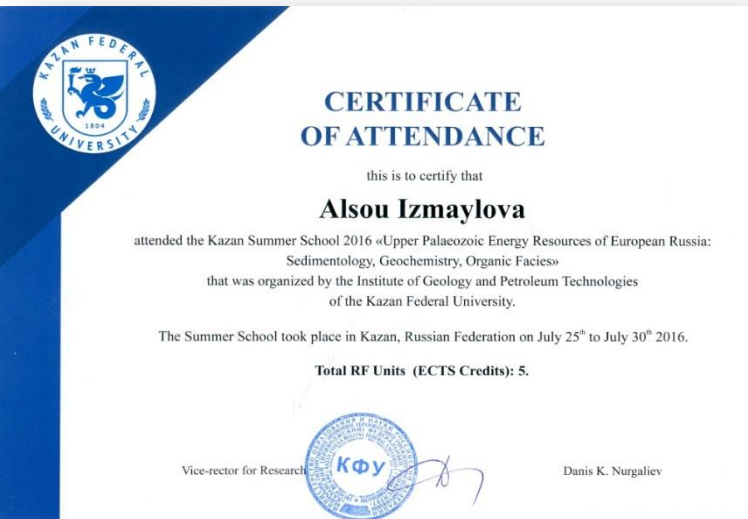 KAZAN FEDERAL
UNIVERSITY
1804
CERTIFICATE
OF ATTENDANCE
this is to certify that
Alsou Izmaylova
attended the Kazan Summer School 2016 «Upper Palaeozoic Energy Resources of European Russia:
Sedimentology, Geochemistry, Organic Facies»
that was organized by the Institute of Geology and Petroleum Technologies
of the Kazan Federal University.
The Summer School took place in Kazan, Russian Federation on July 25th to July 30th 2016.
Total RF Units (ECTS Credits): 5.
Vice-rector for Research
КФУ
Danis K. Nurgaliev